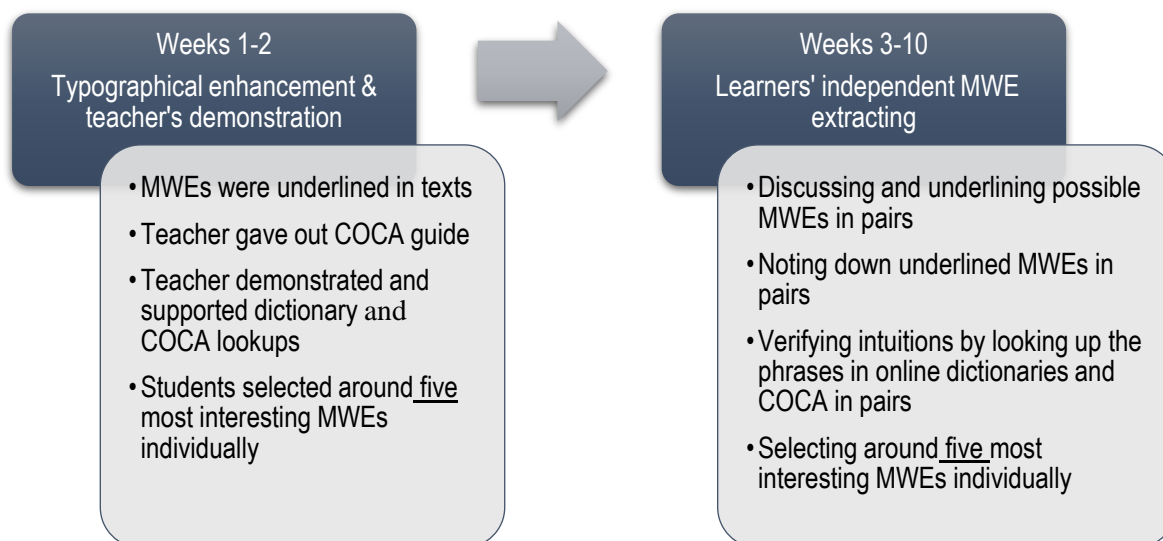 Weeks 1-2
Typographical enhancement &
teacher's demonstration
• MWEs were underlined in texts
• Teacher gave out COCA guide
• Teacher demonstrated and
supported dictionary and
COCA lookups
• Students selected around five
most interesting MWEs
individually
Weeks 3-10
Learners' independent MWE
extracting
• Discussing and underlining possible
MWEs in pairs
• Noting down underlined MWEs in
pairs
• Verifying intuitions by looking up the
phrases in online dictionaries and
COCA in pairs
• Selecting around five most
interesting MWEs individually